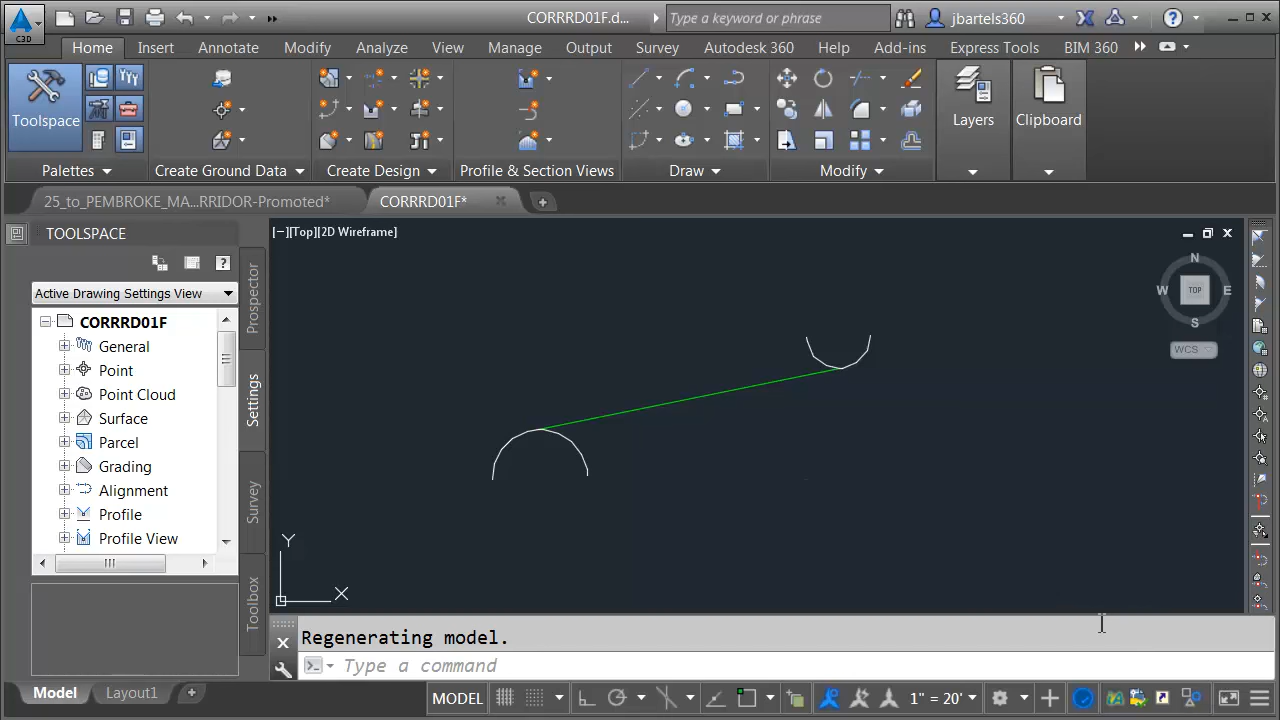 C3D
CORRRD01F.d...
Type a keyword or phrase
jbartels360
Home
Insert
Annotate
Modify
Analyze
View
Manage
Output
Survey
Autodesk 360
Help
Add-ins
Express Tools
BIM 360
Toolspace
Layers
Clipboard
Palettes
Create Ground Data
Create Design
Profile & Section Views
Draw
Modify
25_to_PEMBROKE_MA...RRIDOR-Promoted*
CORRRD01F*
TOOLSPACE
Active Drawing Settings View
CORRRD01F
General
Point
Point Cloud
Surface
Parcel
Grading
Alignment
Profile
Profile View
Prospector
Settings
Survey
Toolbox
[−][Top][2D Wireframe]
N
W
TOP
E
S
WCS
Y
X
Regenerating model.
Type a command
Model
Layout1
MODEL
1" = 20'